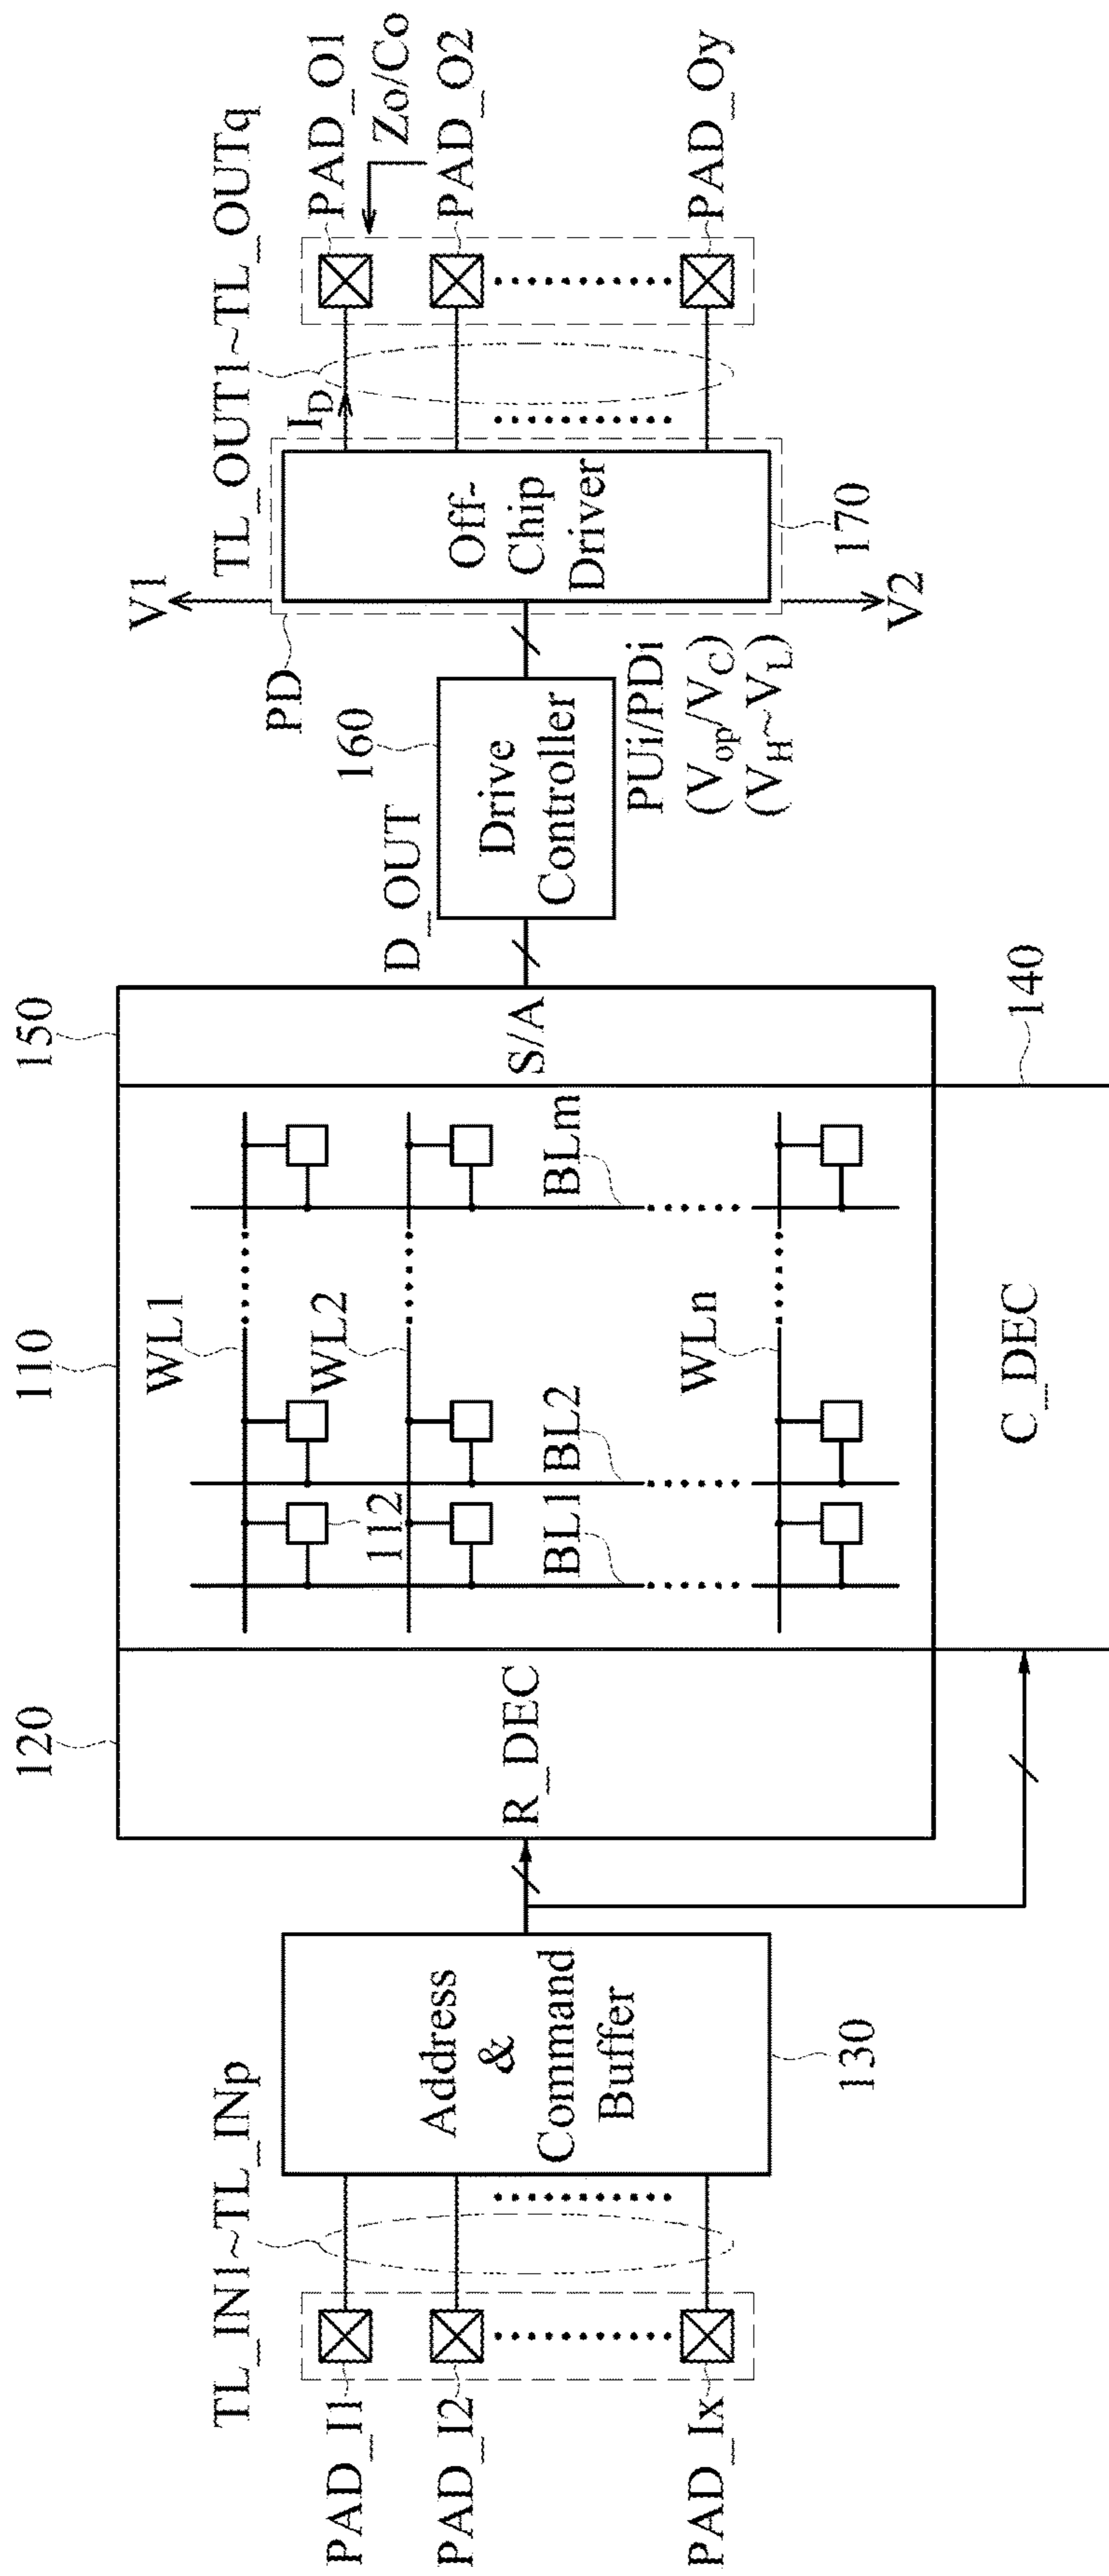 TL_IN1~TL_INp
PAD_I1
PAD_I2
PAD_Ix
Address
&
Command
Buffer
130
120
R_DEC
110
WL1
WL2
WLn
112
BL1
BL2
BLm
C_DEC
140
150
S/A
D_OUT
160
Drive
Controller
PUi/PDi
(Vop/VC)
(VH~VL)
PD
V1
V2
Off-
Chip
Driver
170
ID
TL_OUT1~TL_OUTq
PAD_O1
Zo/Co
PAD_O2
PAD_Oy